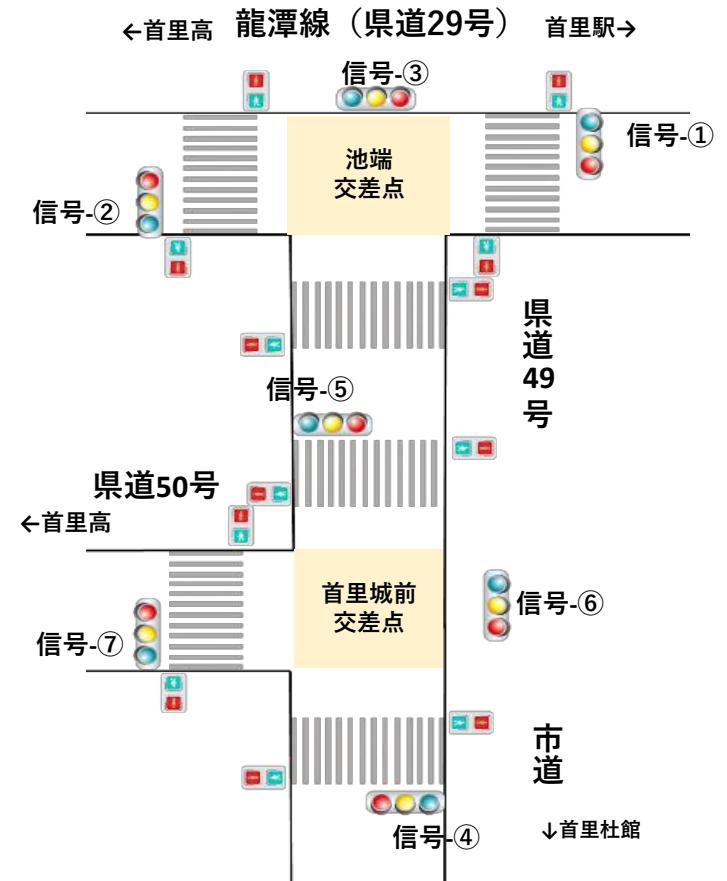 ←首里高 龍潭線（県道29号） 首里駅→
信号-③
信号-①
池端
交差点
信号-②
県道49号
信号-⑤
県道50号
←首里高
首里城前
交差点
信号-⑥
信号-⑦
市道
信号-④
↓首里杜館